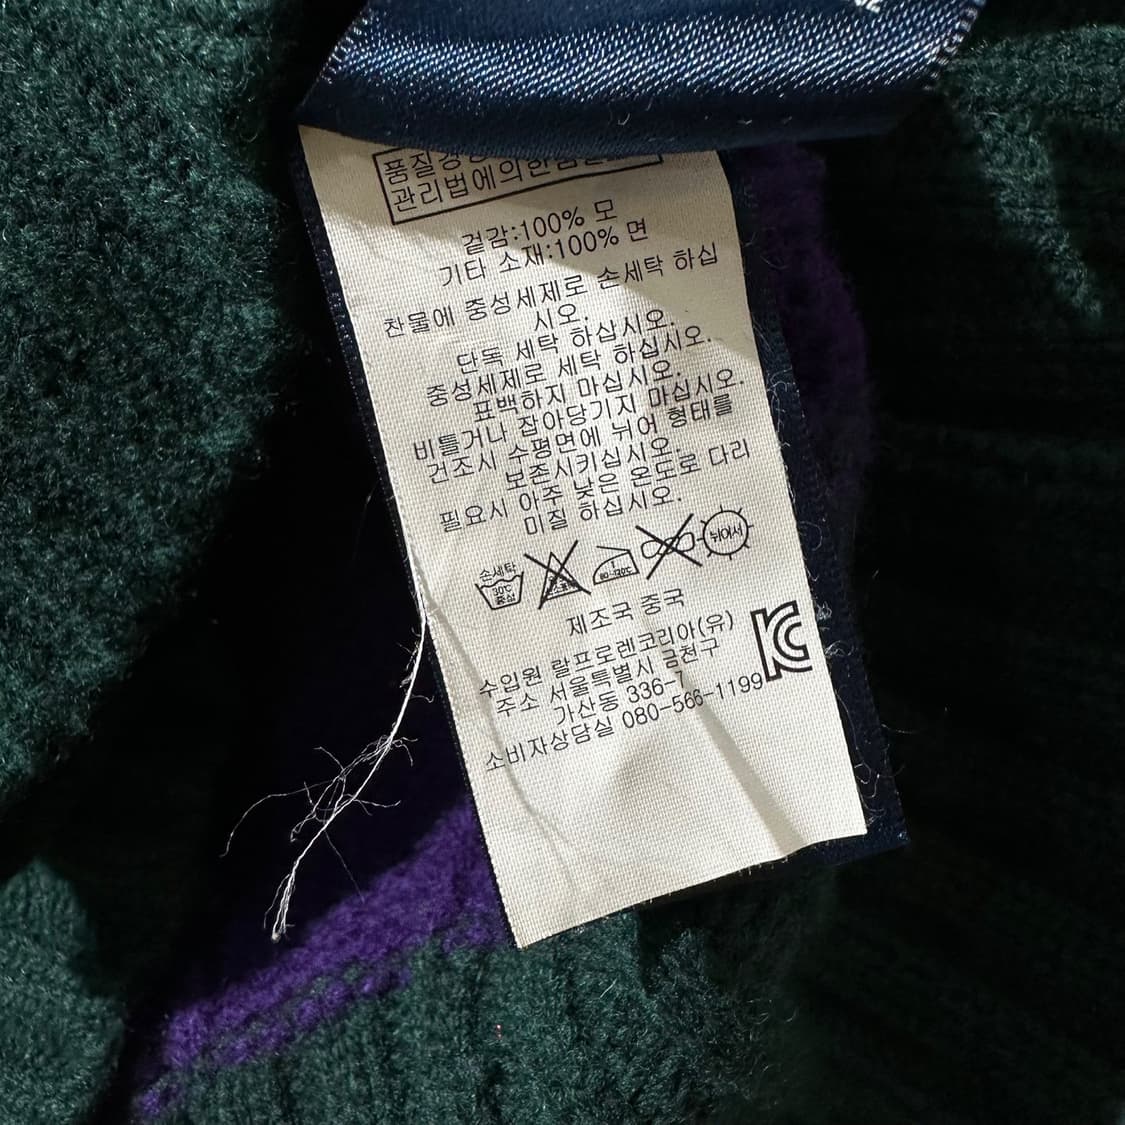 품질경
관리법에의한
겉감:100% 모
기타 소재:100% 면
찬물에 중성세제로 손세탁 하십
시오.
단독 세탁 하십시오.
중성세제로 세탁 하십시오.
표백하지 마십시오.
비틀거나 잡아당기지 마십시오.
건조시 수평면에 뉘어 형태를
보존시키십시오.
필요시 아주 낮은 온도로 다리
미질 하십시오.
손세탁
30℃
중성
80~120℃
뉘어서
제조국 중국
수입원 랄프로렌코리아(유)
주소 서울특별시 금천구
가산동 336-7
소비자상담실 080-566-1199